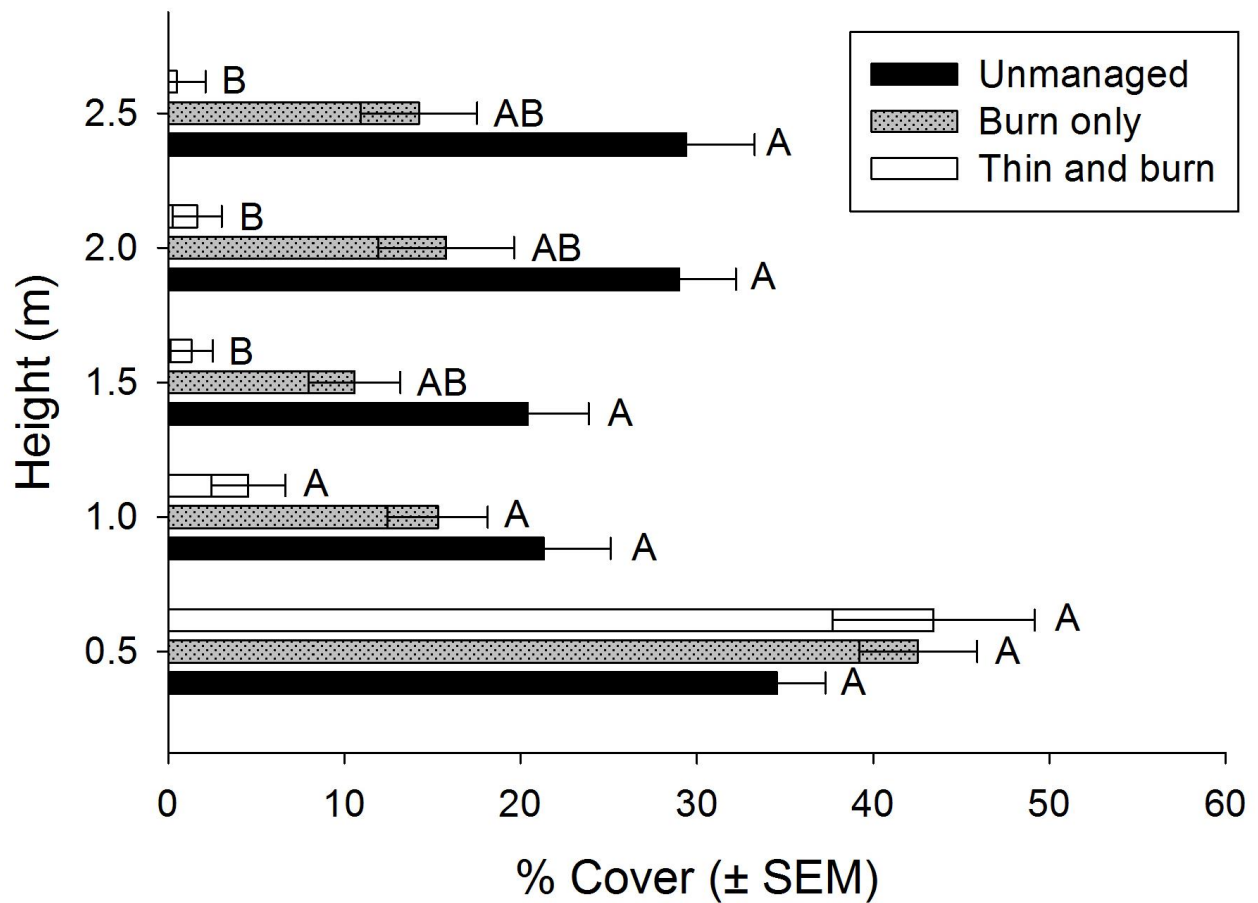 Unmanaged
Burn only
Thin and burn
Height (m)
2.5
B
AB
A
2.0
B
AB
A
1.5
B
AB
A
1.0
A
A
A
0.5
A
A
A
0 10 20 30 40 50 60
% Cover (± SEM)